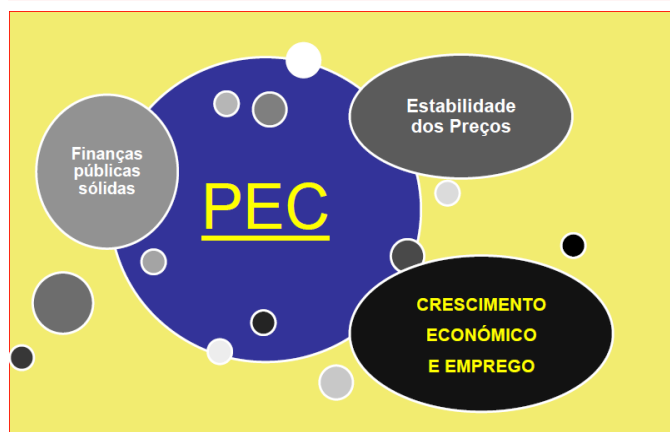 Estabilidade
dos Preços
Finanças
públicas
sólidas
PEC
CRESCIMENTO
ECONÓMICO
E EMPREGO